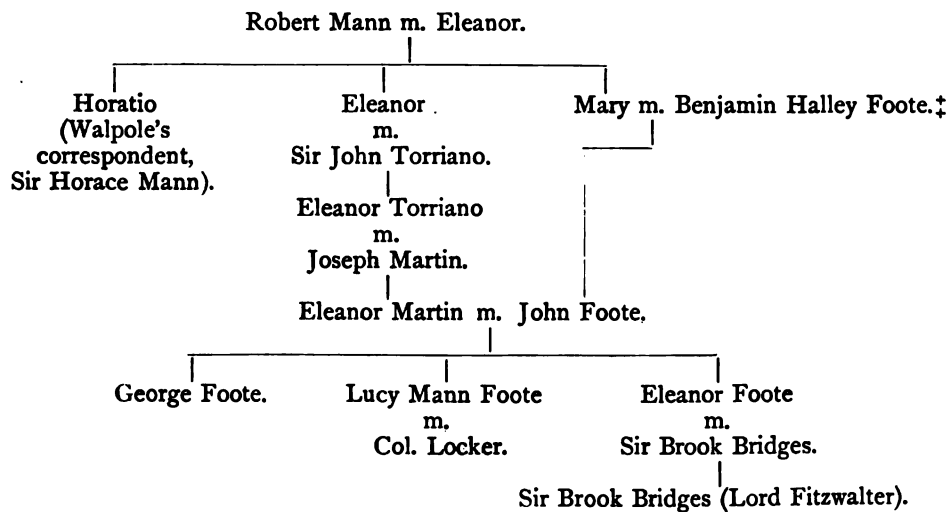 Robert Mann m. Eleanor.
Horatio
(Walpole's
correspondent,
Sir Horace Mann).
Eleanor
m.
Sir John Torriano.
Eleanor Torriano
m.
Joseph Martin.
Mary m. Benjamin Halley Foote.‡
Eleanor Martin m. John Foote.
George Foote.
Lucy Mann Foote
m.
Col. Locker.
Eleanor Foote
m.
Sir Brook Bridges.
Sir Brook Bridges (Lord Fitzwalter).